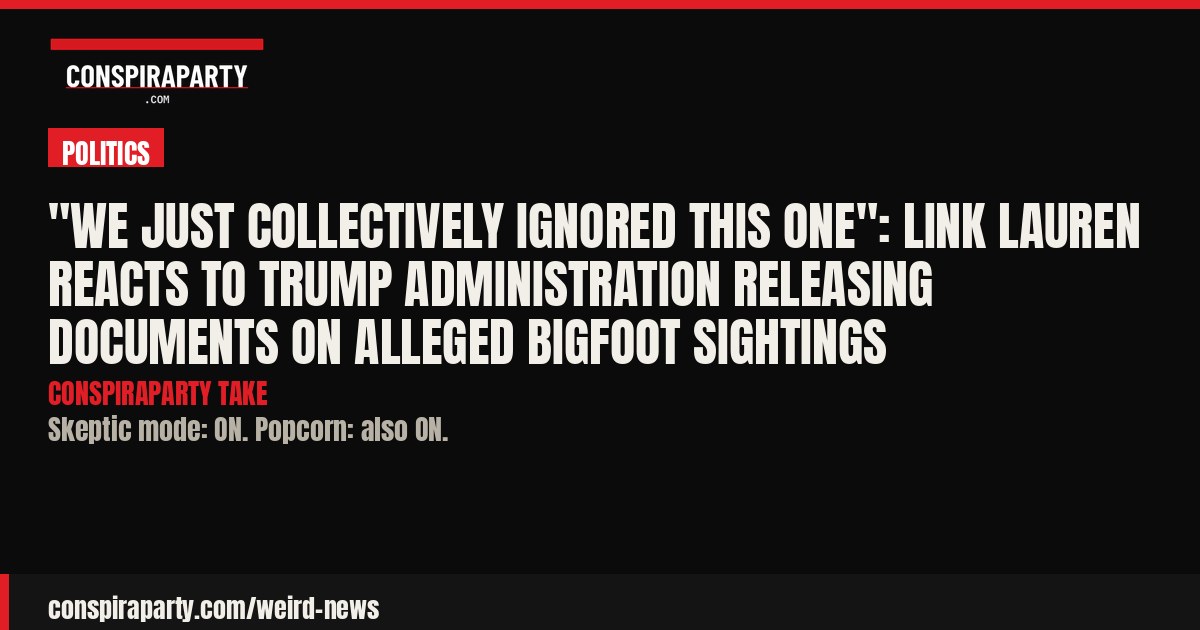 CONSPIRAPARTY
.COM
POLITICS
"WE JUST COLLECTIVELY IGNORED THIS ONE": LINK LAUREN
REACTS TO TRUMP ADMINISTRATION RELEASING
DOCUMENTS ON ALLEGED BIGFOOT SIGHTINGS
CONSPIRAPARTY TAKE
Skeptic mode: ON. Popcorn: also ON.
conspiraparty.com/weird-news